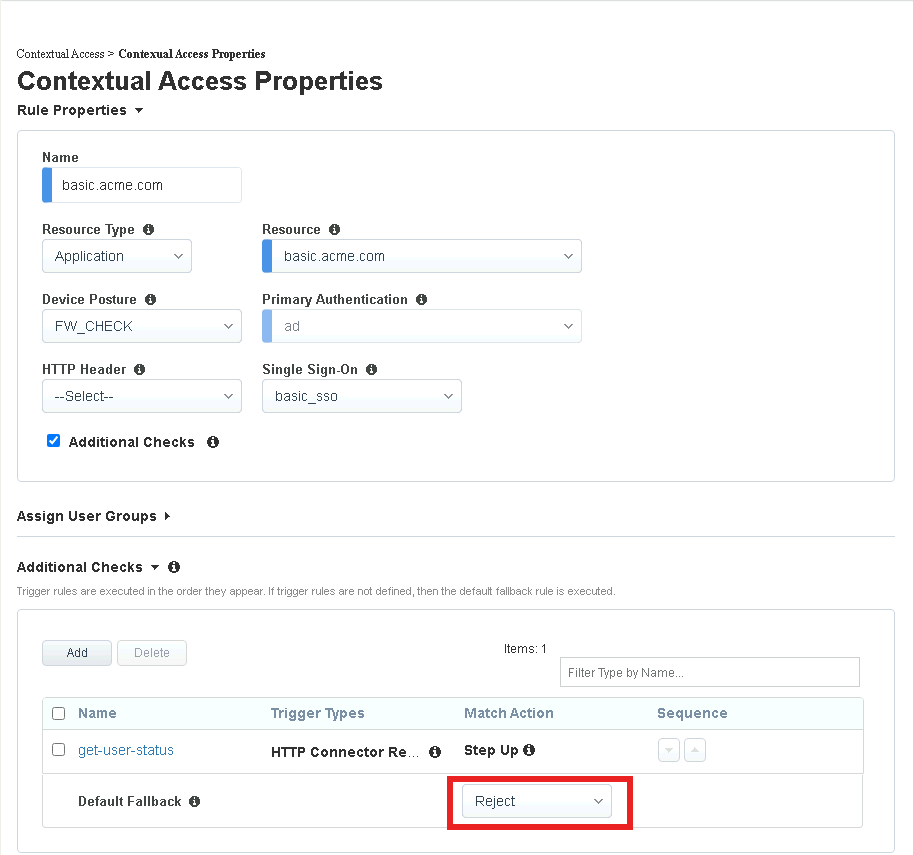 Contextual Access > Contexual Access Properties
Contextual Access Properties
Rule Properties
Name
basic.acme.com
Resource Type Resource
Application basic.acme.com
Device Posture Primary Authentication
FW_CHECK ad
HTTP Header Single Sign-On
--Select-- basic_sso
Additional Checks
Assign User Groups
Additional Checks
Trigger rules are executed in the order they appear. If trigger rules are not defined, then the default fallback rule is executed.
Add Delete Items: 1
Filter Type by Name...
Name Trigger Types Match Action Sequence
get-user-status HTTP Connector Re... Step Up
Default Fallback Reject